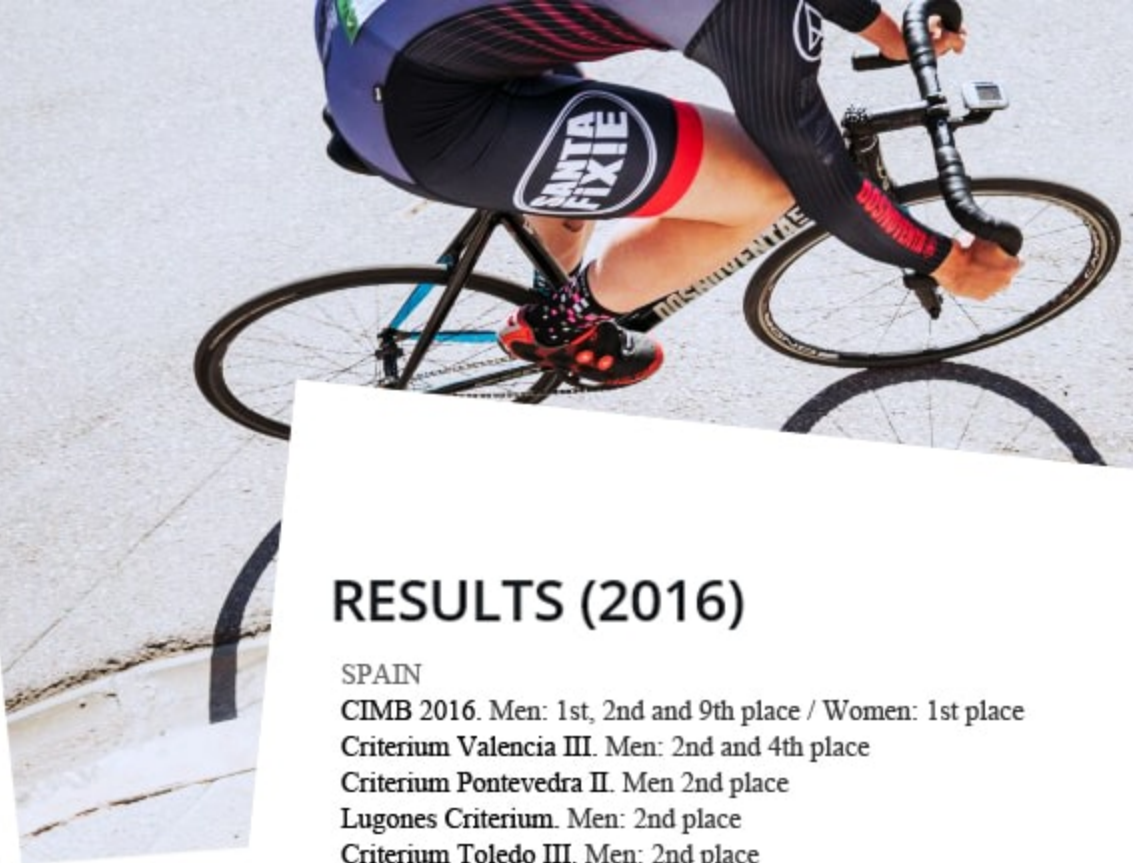 SANTA
FIXIE
DOSNOVENTA
DOSNOVENTA
RESULTS (2016)
SPAIN
CIMB 2016. Men: 1st, 2nd and 9th place / Women: 1st place
Criterium Valencia III. Men: 2nd and 4th place
Criterium Pontevedra II. Men 2nd place
Lugones Criterium. Men: 2nd place
Criterium Toledo III. Men: 2nd place